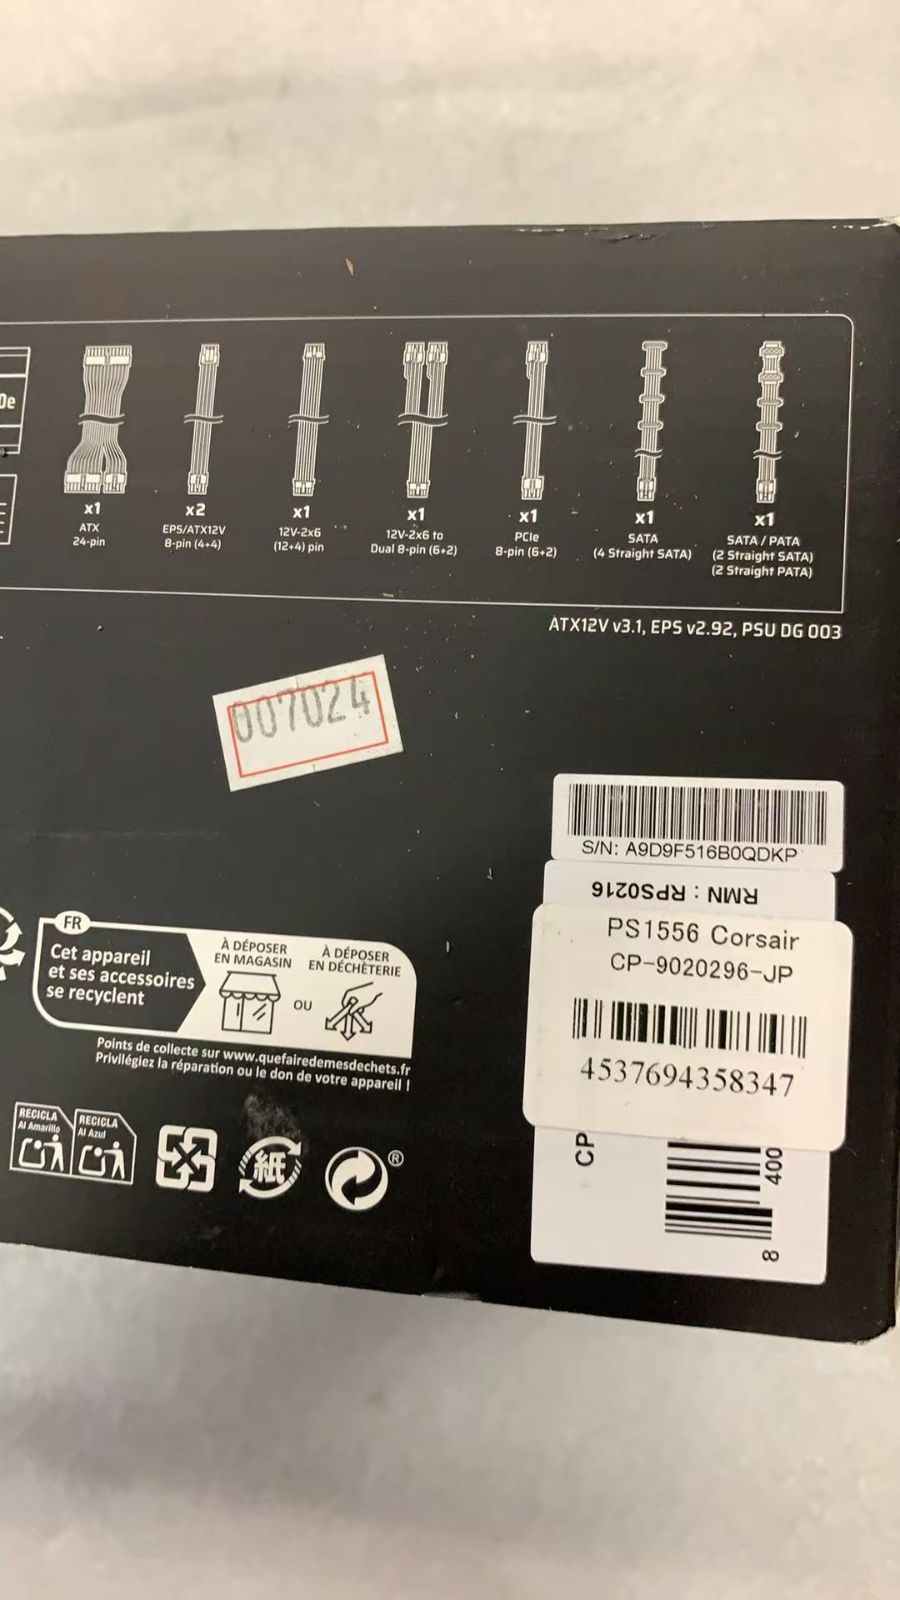 0e
x1
ATX
24-pin
x2
EPS/ATX12V
8-pin (4+4)
x1
12V-2x6
(12+4) pin
x1
12V-2x6 to
Dual 8-pin (6+2)
x1
PCIe
8-pin (6+2)
x1
SATA
(4 Straight SATA)
x1
SATA / PATA
(2 Straight SATA)
(2 Straight PATA)
ATX12V v3.1, EPS v2.92, PSU DG 003
007024
S/N: A9D9F516B0QDKP
RMN : RPS0216
PS1556 Corsair
CP-9020296-JP
4537694358347
CP
8 400
FR
Cet appareil
et ses accessoires
se recyclent
À DÉPOSER
EN MAGASIN
OU
À DÉPOSER
EN DÉCHÈTERIE
Points de collecte sur www.quefairedemesdechets.fr
Privilégiez la réparation ou le don de votre appareil !
RECICLA
Al Amarillo
RECICLA
Al Azul
紙
®